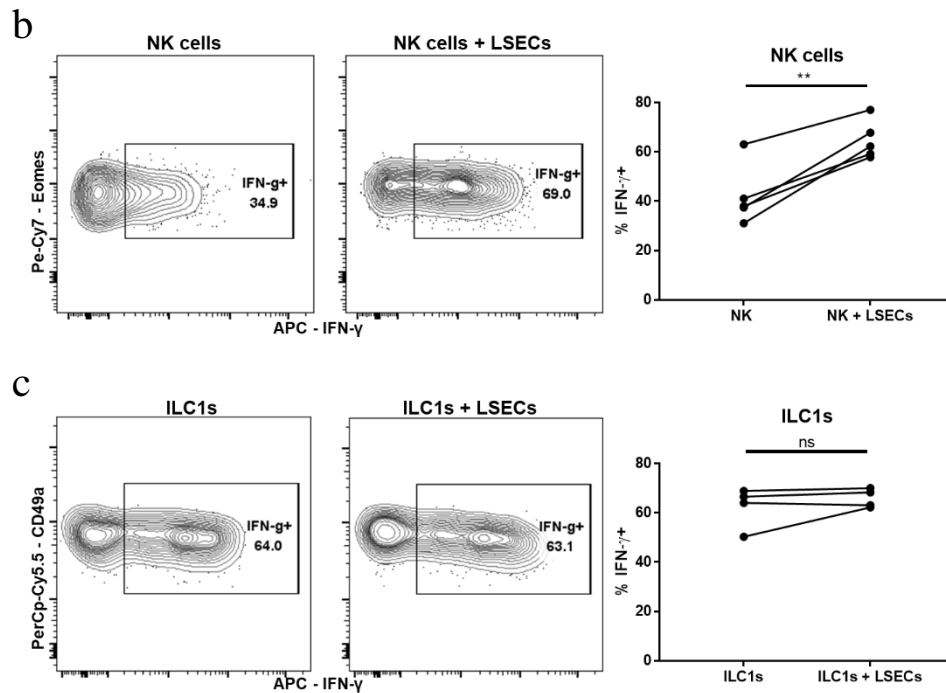 b
NK cells
NK cells + LSECs
Pe-Cy7 - Eomes
IFN-g+
34.9
IFN-g+
69.0
APC - IFN-γ
NK cells
**
% IFN-γ+
80
60
40
20
0
NK
NK + LSECs
c
ILC1s
ILC1s + LSECs
PerCp-Cy5.5 - CD49a
IFN-g+
64.0
IFN-g+
63.1
APC - IFN-γ
ILC1s
ns
% IFN-γ+
80
60
40
20
0
ILC1s
ILC1s + LSECs